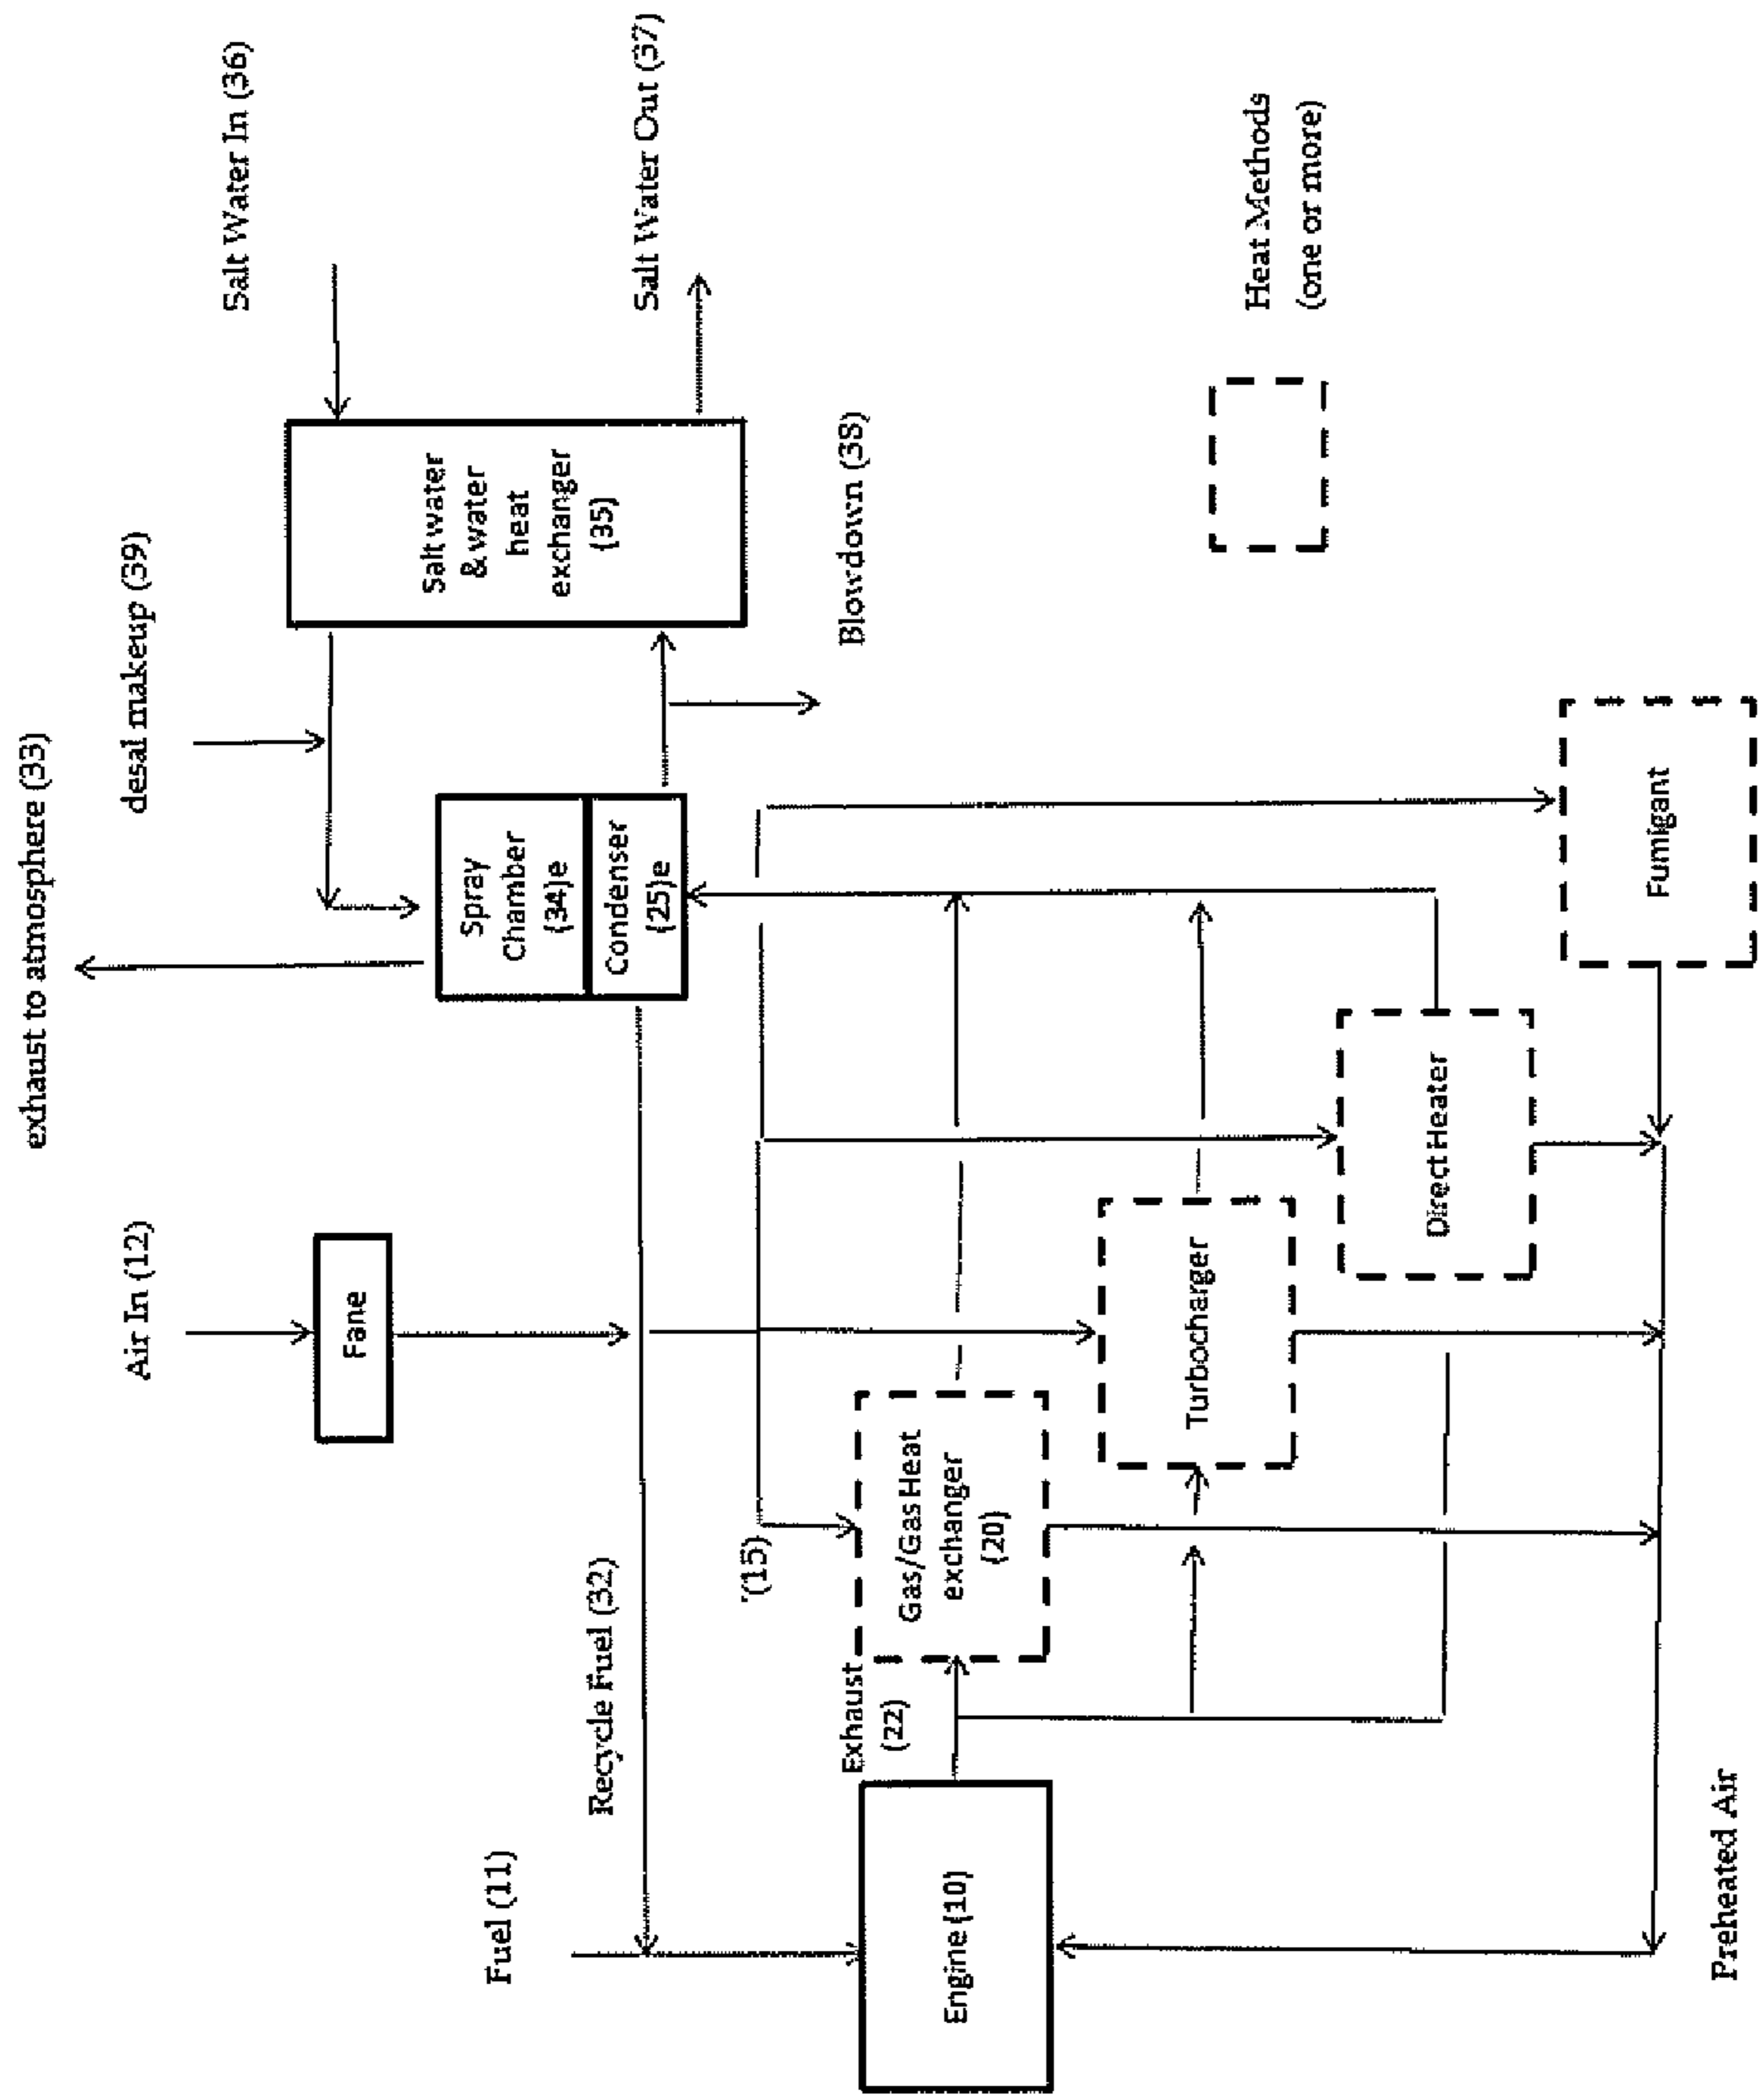 exhaust to atmosphere (33)
Air In (12)
desal makeup (39)
Salt Water In (36)
Fane
Fuel (11)
Recycle Fuel (32)
Spray
Chamber
(34)e
Condenser
(25)e
Saltwater
& water
heat
exchanger
(35)
Salt Water Out (37)
Blowdown (38)
'(15)
Exhaust
(22)
Engine (10)
Gas/Gas Heat
exchanger
(20)
Turbocharger
Direct Heater
Fumigant
Heat Methods
(one or more)
Preheated Air